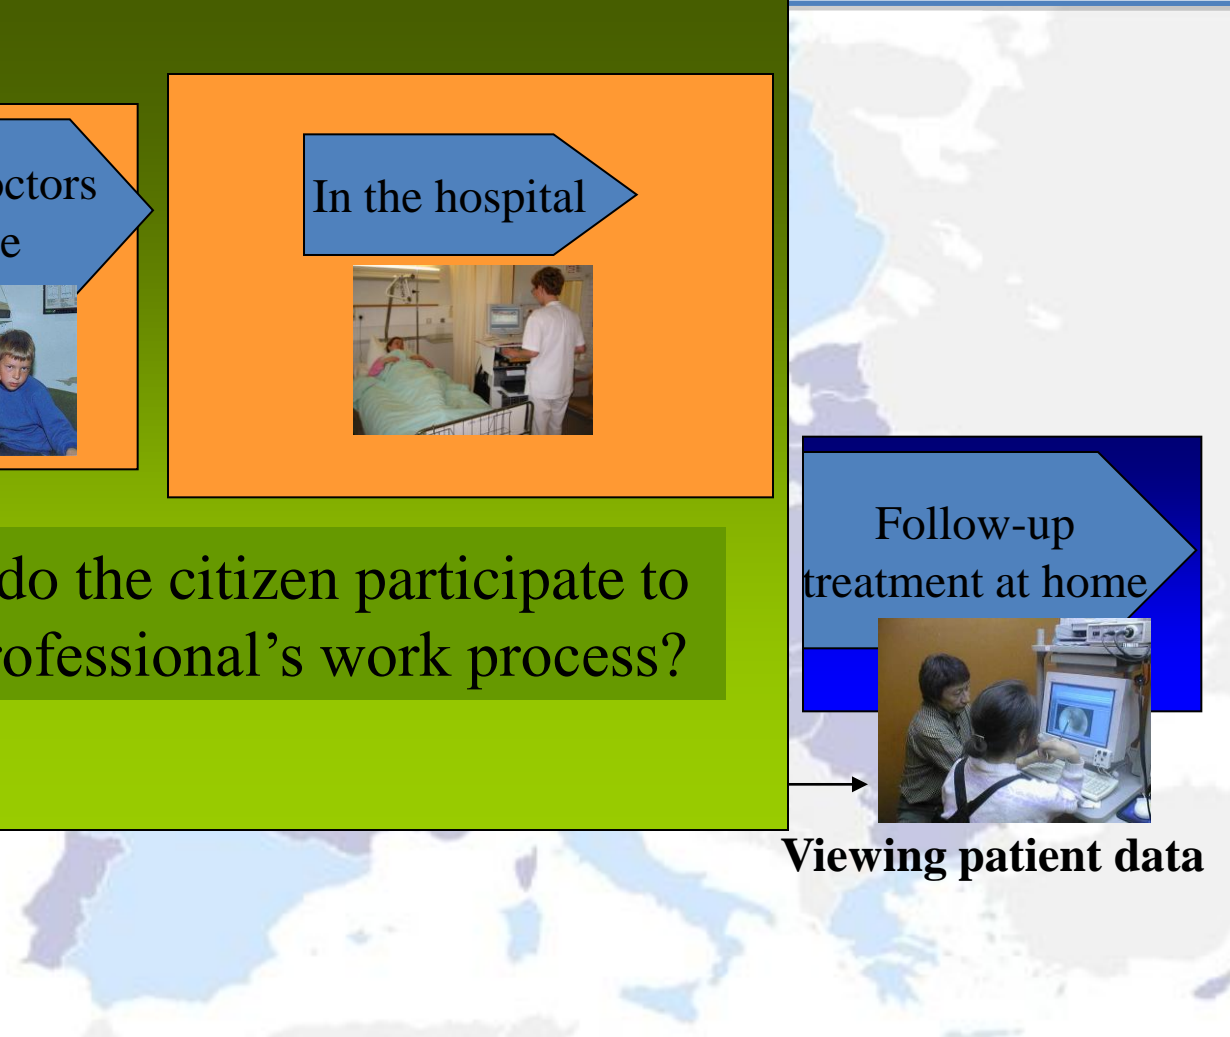 octors
e
In the hospital
do the citizen participate to
rofessional’s work process?
Follow-up
treatment at home
Viewing patient data